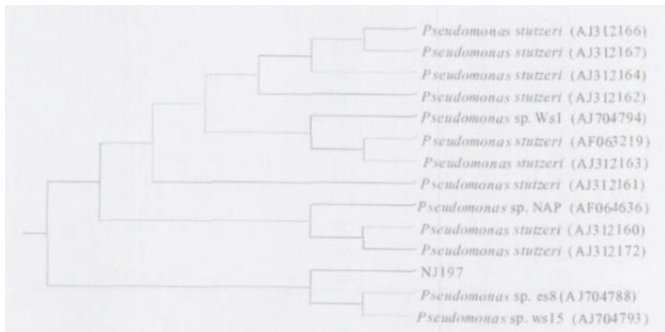 Pseudomonas stutzeri (AJ312166)
Pseudomonas stutzeri (AJ312167)
Pseudomonas stutzeri (AJ312164)
Pseudomonas stutzeri (AJ312162)
Pseudomonas sp. Ws1 (AJ704794)
Pseudomonas stutzeri (AF063219)
Pseudomonas stutzeri (AJ312163)
Pseudomonas stutzeri (AJ312161)
Pseudomonas sp. NAP (AF064636)
Pseudomonas stutzeri (AJ312160)
Pseudomonas stutzeri (AJ312172)
NJ197
Pseudomonas sp. es8(AJ704788)
Pseudomonas sp. ws15 (AJ704793)